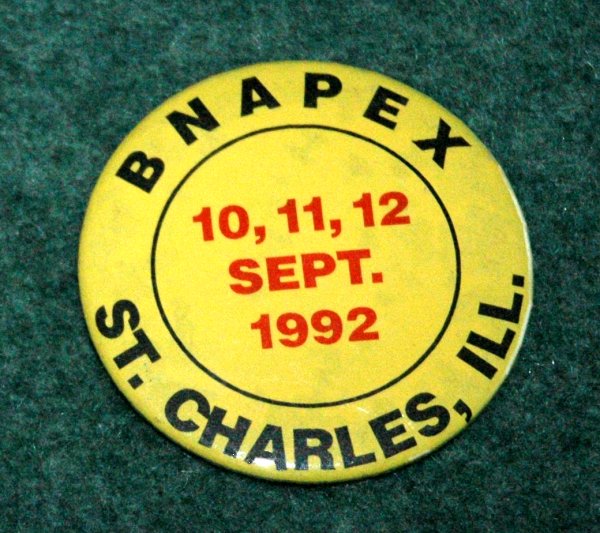 BNAPEX
10, 11, 12
SEPT.
1992
ST. CHARLES, ILL.